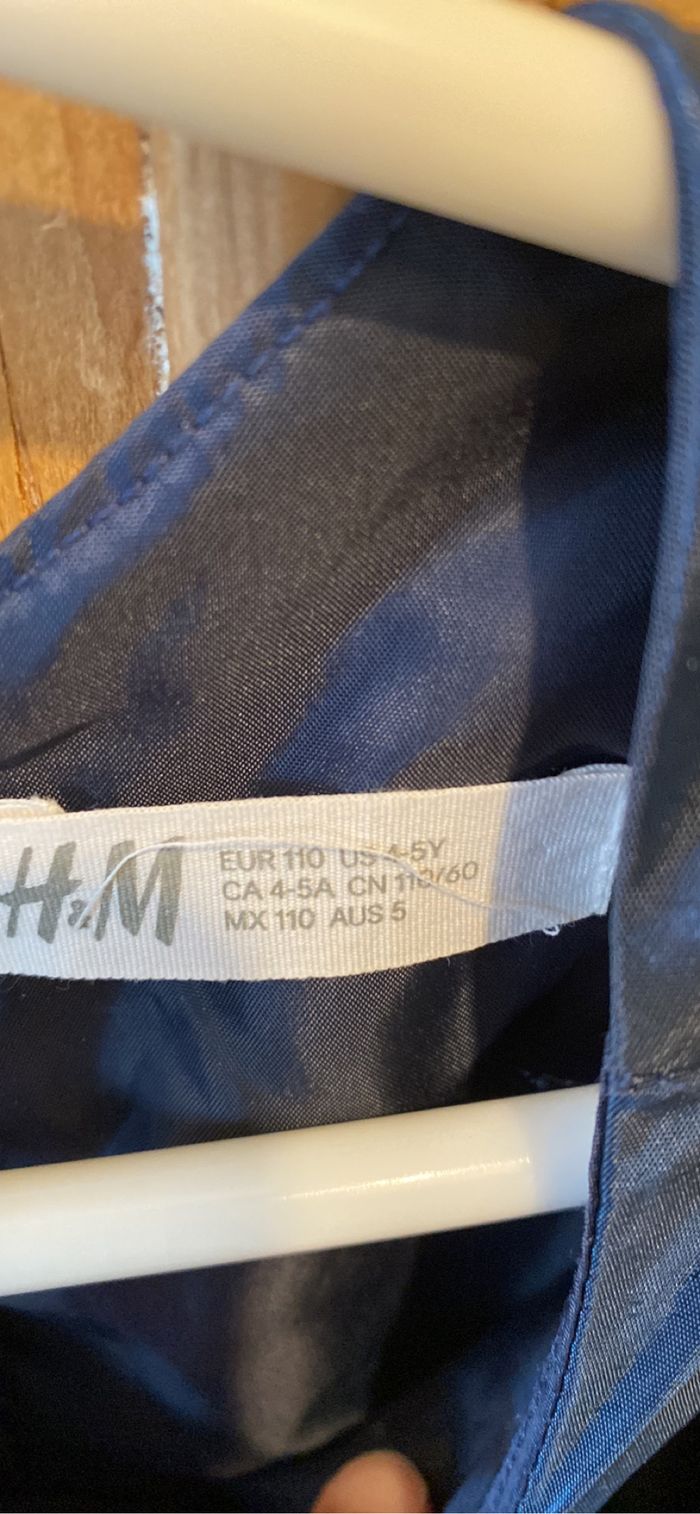 H&M
EUR 110 US 4-5Y
CA 4-5A CN 110/60
MX 110 AUS 5